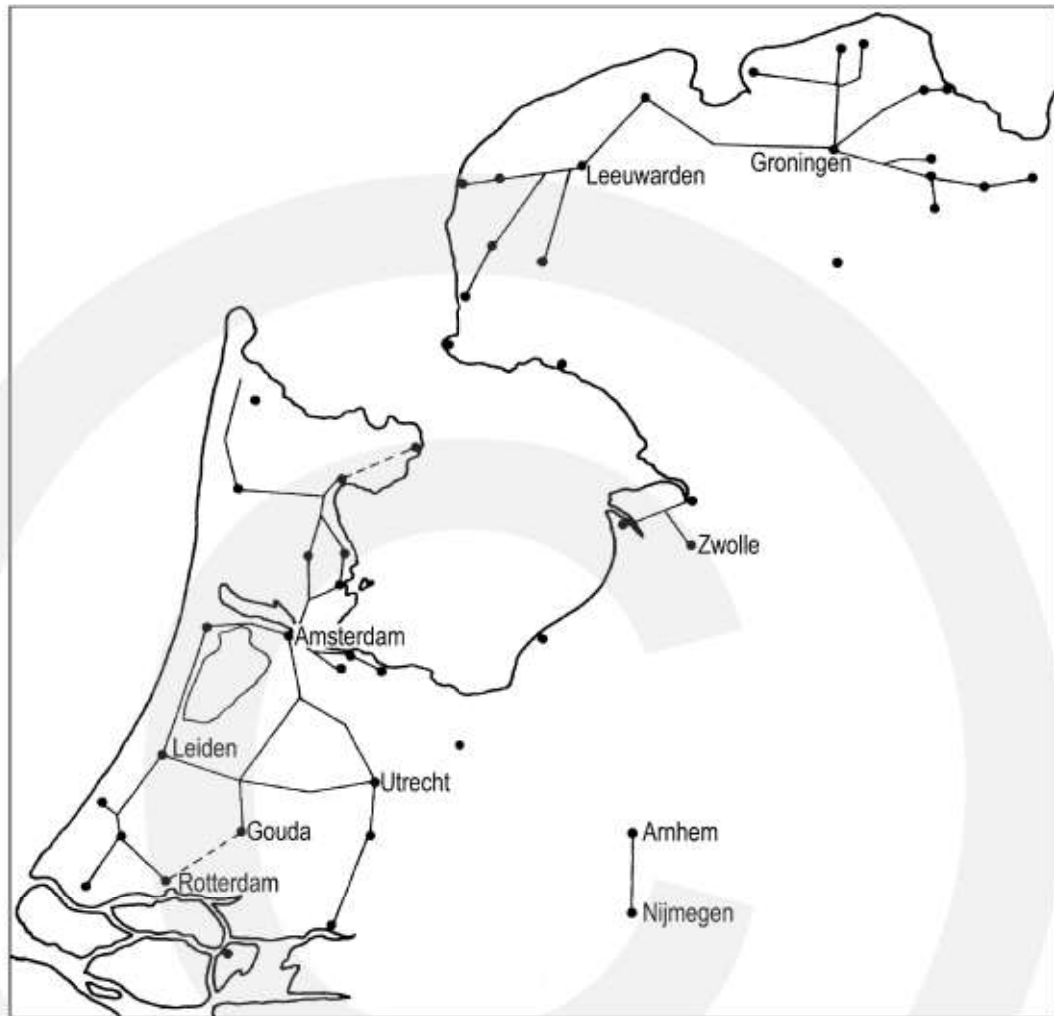 Groningen
Leeuwarden
Zwolle
Amsterdam
Leiden
Utrecht
Gouda
Arnhem
Rotterdam
Nijmegen